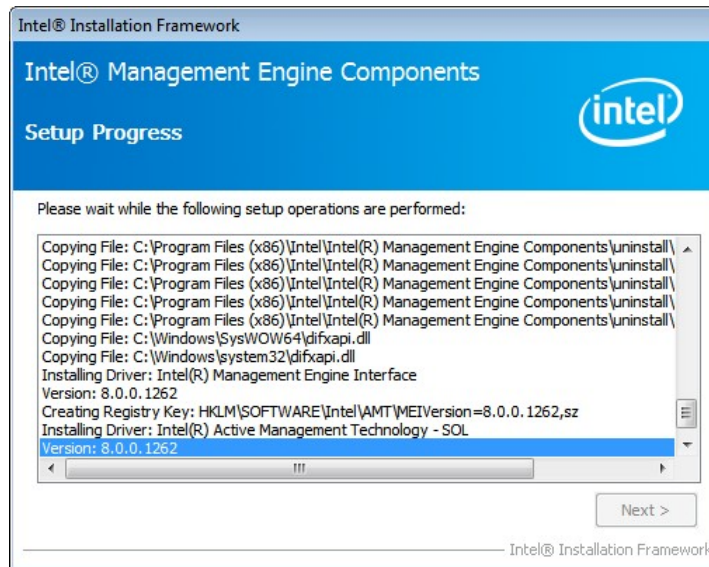 Intel® Installation Framework
Intel® Management Engine Components
intel
Setup Progress
Please wait while the following setup operations are performed:
Copying File: C:\Program Files (x86)\Intel\Intel(R) Management Engine Components\uninstall\
Copying File: C:\Program Files (x86)\Intel\Intel(R) Management Engine Components\uninstall\
Copying File: C:\Program Files (x86)\Intel\Intel(R) Management Engine Components\uninstall\
Copying File: C:\Program Files (x86)\Intel\Intel(R) Management Engine Components\uninstall\
Copying File: C:\Program Files (x86)\Intel\Intel(R) Management Engine Components\uninstall\
Copying File: C:\Windows\SysWOW64\difxapi.dll
Copying File: C:\Windows\system32\difxapi.dll
Installing Driver: Intel(R) Management Engine Interface
Version: 8.0.0.1262
Creating Registry Key: HKLM\SOFTWARE\Intel\AMT\MEIVersion=8.0.0.1262,sz
Installing Driver: Intel(R) Active Management Technology - SOL
Version: 8.0.0.1262
Next >
Intel® Installation Framework